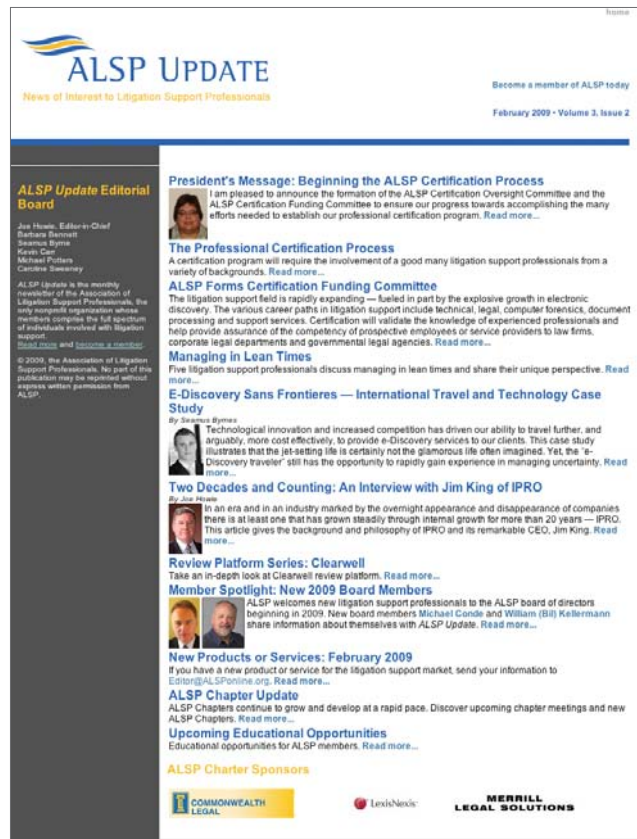 home
ALSP UPDATE
News of Interest to Litigation Support Professionals
Become a member of ALSP today
February 2009 • Volume 3, Issue 2
ALSP Update Editorial
Board
Joe Howie, Editor-in-Chief
Barbara Bennett
Seamus Byrne
Kevin Carr
Michael Potters
Caroline Sweeney
ALSP Update is the monthly
newsletter of the Association of
Litigation Support Professionals, the
only nonprofit organization whose
members comprise the full spectrum
of individuals involved with litigation
support.
Read more and become a member.
© 2009, the Association of Litigation
Support Professionals. No part of this
publication may be reprinted without
express written permission from
ALSP.
President's Message: Beginning the ALSP Certification Process
I am pleased to announce the formation of the ALSP Certification Oversight Committee and the
ALSP Certification Funding Committee to ensure our progress towards accomplishing the many
efforts needed to establish our professional certification program. Read more...
The Professional Certification Process
A certification program will require the involvement of a good many litigation support professionals from a
variety of backgrounds. Read more...
ALSP Forms Certification Funding Committee
The litigation support field is rapidly expanding — fueled in part by the explosive growth in electronic
discovery. The various career paths in litigation support include technical, legal, computer forensics, document
processing and support services. Certification will validate the knowledge of experienced professionals and
help provide assurance of the competency of prospective employees or service providers to law firms,
corporate legal departments and governmental legal agencies. Read more...
Managing in Lean Times
Five litigation support professionals discuss managing in lean times and share their unique perspective. Read
more...
E-Discovery Sans Frontieres — International Travel and Technology Case
Study
By Seamus Byrnes
Technological innovation and increased competition has driven our ability to travel further, and
arguably, more cost effectively, to provide e-Discovery services to our clients. This case study
illustrates that the jet-setting life is certainly not the glamorous life often imagined. Yet, the "e-
Discovery traveler" still has the opportunity to rapidly gain experience in managing uncertainty. Read
more...
Two Decades and Counting: An Interview with Jim King of IPRO
By Joe Howie
In an era and in an industry marked by the overnight appearance and disappearance of companies
there is at least one that has grown steadily through internal growth for more than 20 years — IPRO.
This article gives the background and philosophy of IPRO and its remarkable CEO, Jim King. Read
more...
Review Platform Series: Clearwell
Take an in-depth look at Clearwell review platform. Read more...
Member Spotlight: New 2009 Board Members
ALSP welcomes new litigation support professionals to the ALSP board of directors
beginning in 2009. New board members Michael Conde and William (Bil) Kellermann
share information about themselves with ALSP Update. Read more...
New Products or Services: February 2009
If you have a new product or service for the litigation support market, send your information to
Editor@ALSPonline.org. Read more...
ALSP Chapter Update
ALSP Chapters continue to grow and develop at a rapid pace. Discover upcoming chapter meetings and new
ALSP Chapters. Read more...
Upcoming Educational Opportunities
Educational opportunities for ALSP members. Read more...
ALSP Charter Sponsors
COMMONWEALTH
LEGAL
LexisNexis
MERRILL
LEGAL SOLUTIONS